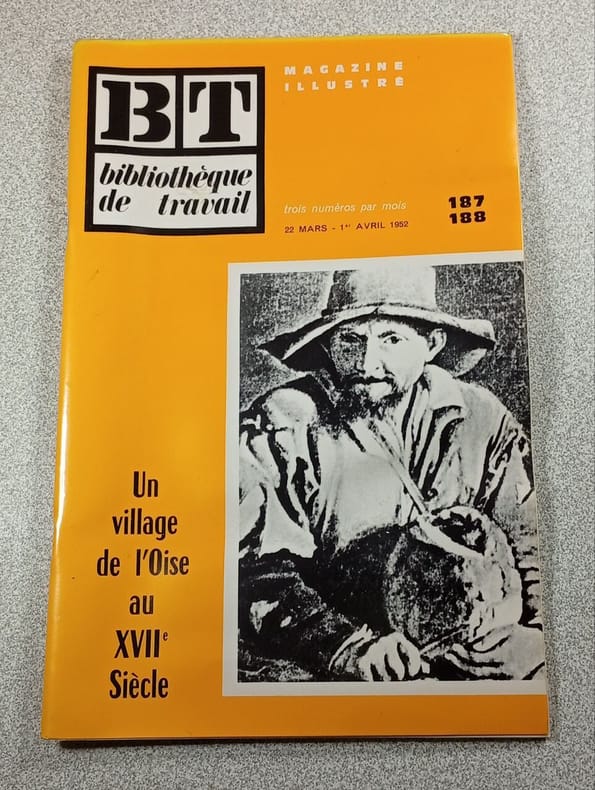 BT
bibliothèque
de travail
MAGAZINE
ILLUSTRÉ
trois numéros par mois
22 MARS - 1er AVRIL 1952
187
188
Un
village
de l'Oise
au
XVIIe
Siècle